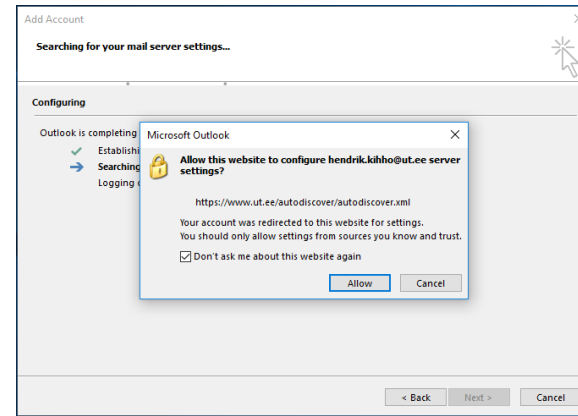 Add Account
Searching for your mail server settings...
Configuring
Outlook is completing
Establishi
Searching
Logging
Microsoft Outlook
Allow this website to configure hendrik.kihho@ut.ee server
settings?
https://www.ut.ee/autodiscover/autodiscover.xml
Your account was redirected to this website for settings.
You should only allow settings from sources you know and trust.
Don't ask me about this website again
Allow Cancel
< Back Next > Cancel